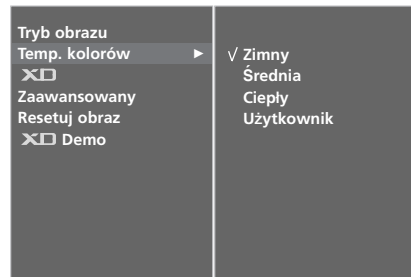 Tryb obrazu
Temp. kolorów ►
XD
Zaawansowany
Resetuj obraz
XD Demo
√ Zimny
Średnia
Ciepły
Użytkownik